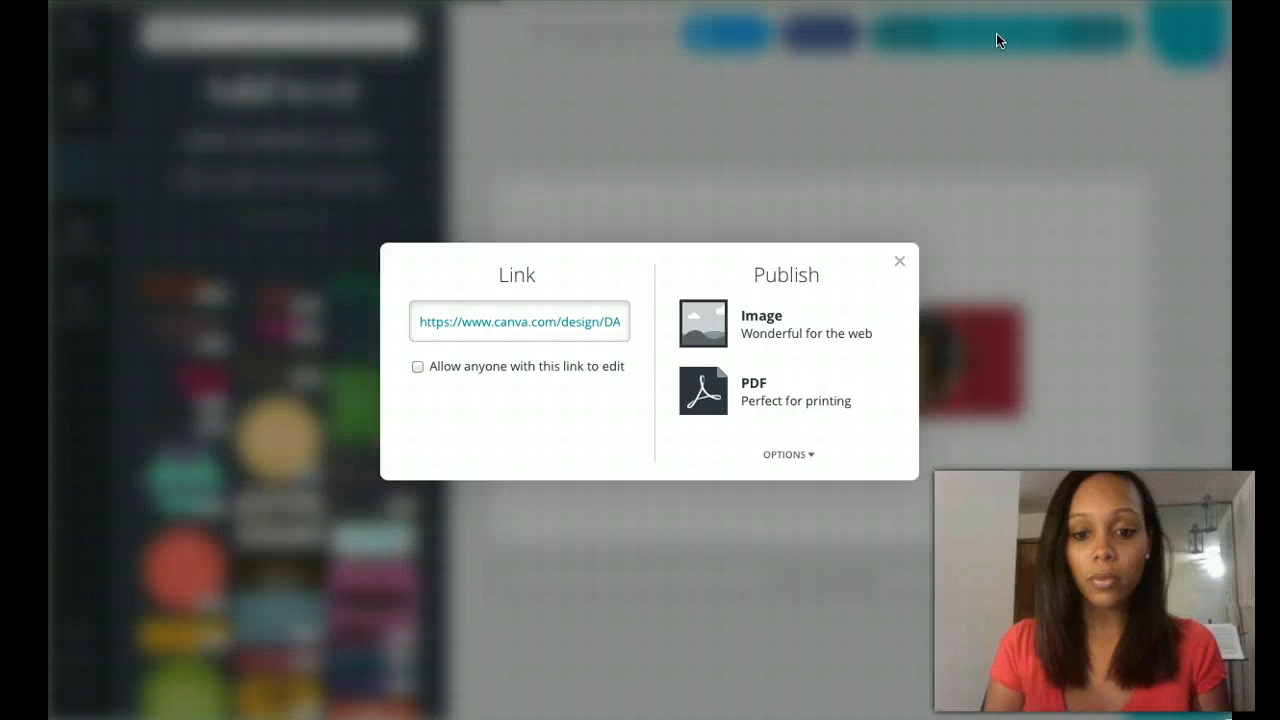 Link
https://www.canva.com/design/DA
Allow anyone with this link to edit
Publish
Image
Wonderful for the web
PDF
Perfect for printing
OPTIONS